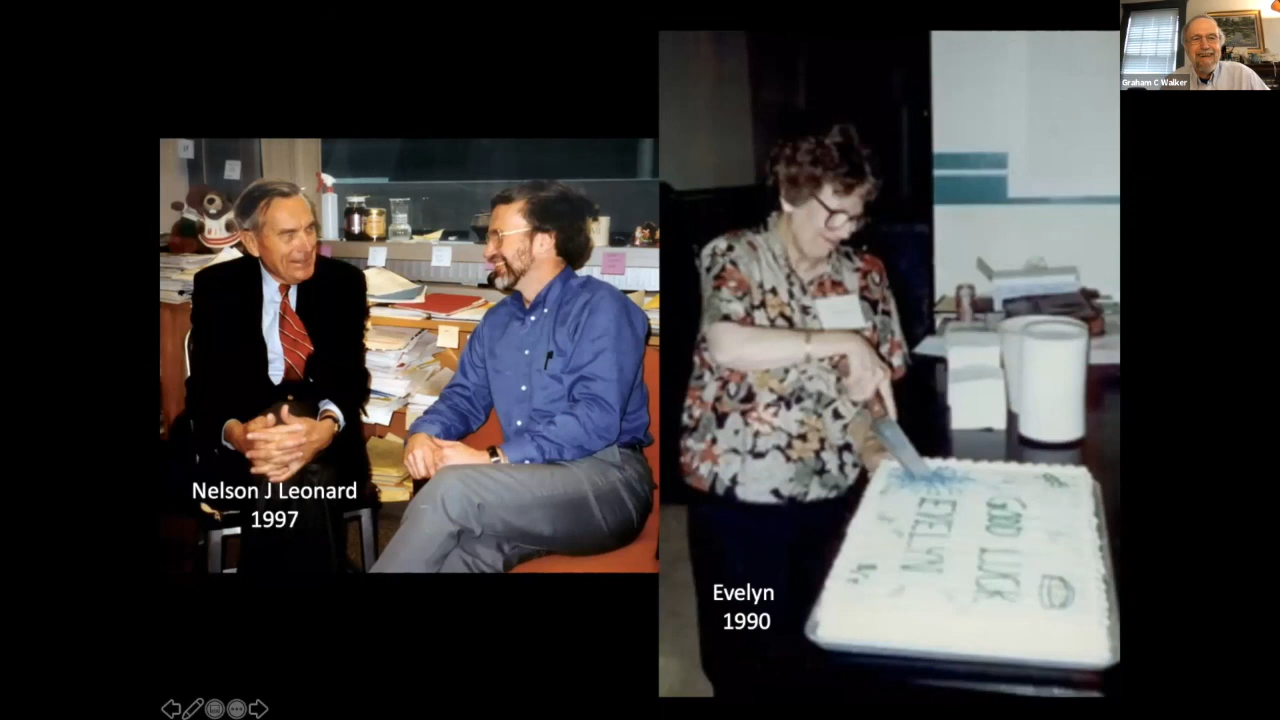 Graham C Walker
Nelson J Leonard
1997
Evelyn
1990
GOOD LUCK
EVELYN